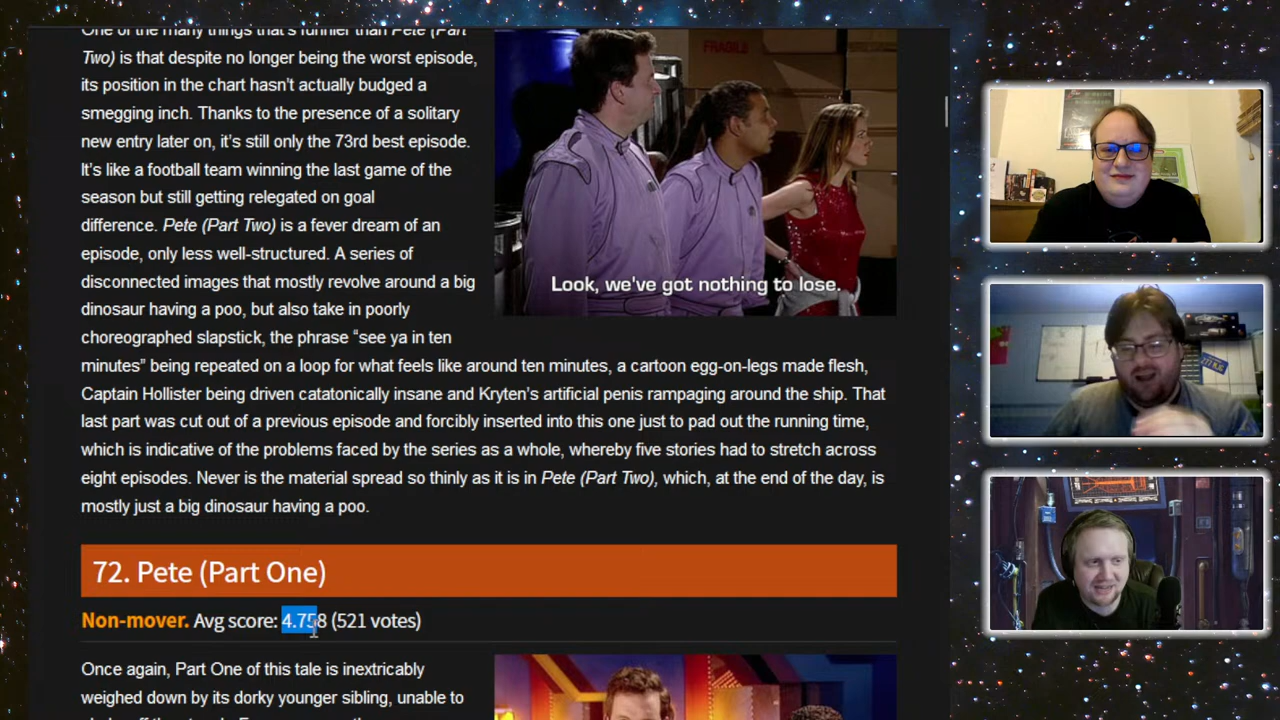 One of the many things that's funnier than Pete (Part
Two) is that despite no longer being the worst episode,
its position in the chart hasn't actually budged a
smegging inch. Thanks to the presence of a solitary
new entry later on, it's still only the 73rd best episode.
It's like a football team winning the last game of the
season but still getting relegated on goal
difference. Pete (Part Two) is a fever dream of an
episode, only less well-structured. A series of
disconnected images that mostly revolve around a big
dinosaur having a poo, but also take in poorly
choreographed slapstick, the phrase “see ya in ten
minutes” being repeated on a loop for what feels like around ten minutes, a cartoon egg-on-legs made flesh,
Captain Hollister being driven catatonically insane and Kryten’s artificial penis rampaging around the ship. That
last part was cut out of a previous episode and forcibly inserted into this one just to pad out the running time,
which is indicative of the problems faced by the series as a whole, whereby five stories had to stretch across
eight episodes. Never is the material spread so thinly as it is in Pete (Part Two), which, at the end of the day, is
mostly just a big dinosaur having a poo.
FRAGILE
Look, we've got nothing to lose.
72. Pete (Part One)
Non-mover. Avg score: 4.758 (521 votes)
Once again, Part One of this tale is inextricably
weighed down by its dorky younger sibling, unable to